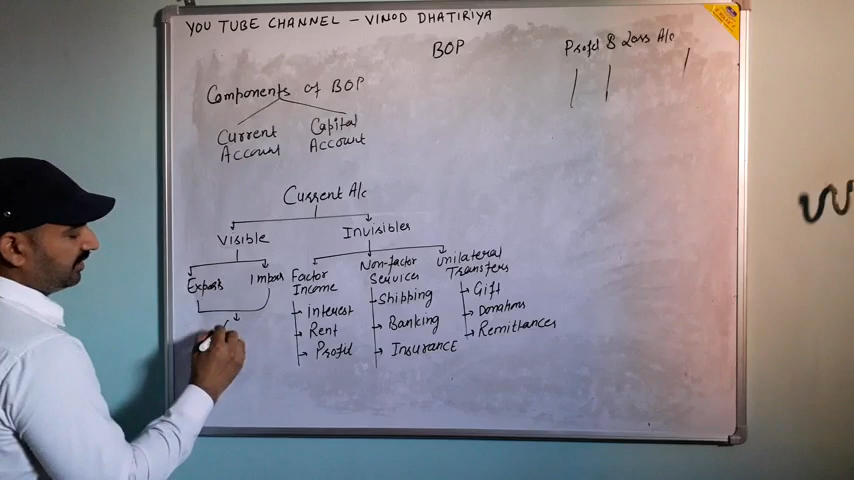 YOU TUBE CHANNEL - VINOD DHATIRIYA
BOP
Profit & Loss A/c
Components of BOP
Current Account
Capital Account
Current A/c
Visible
Invisibles
Exports
Import
Factor Income
Non-factor Services
Unilateral Transfers
Interest
Rent
Profit
Shipping
Banking
Insurance
Gift
Donations
Remittances